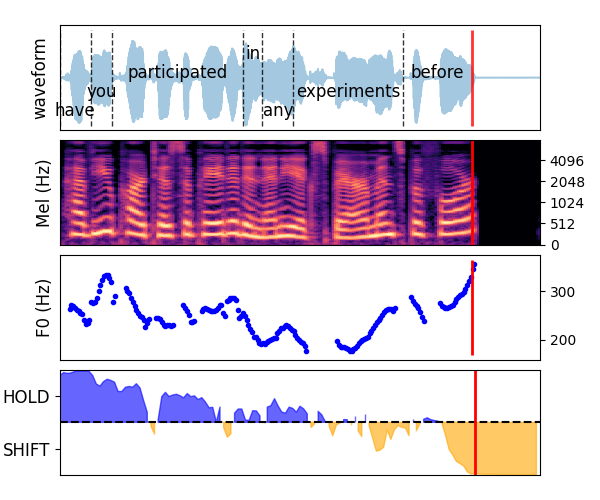 waveform
in
participated
before
you
experiments
have
any
Mel (Hz)
4096
2048
1024
512
0
F0 (Hz)
300
200
HOLD
SHIFT